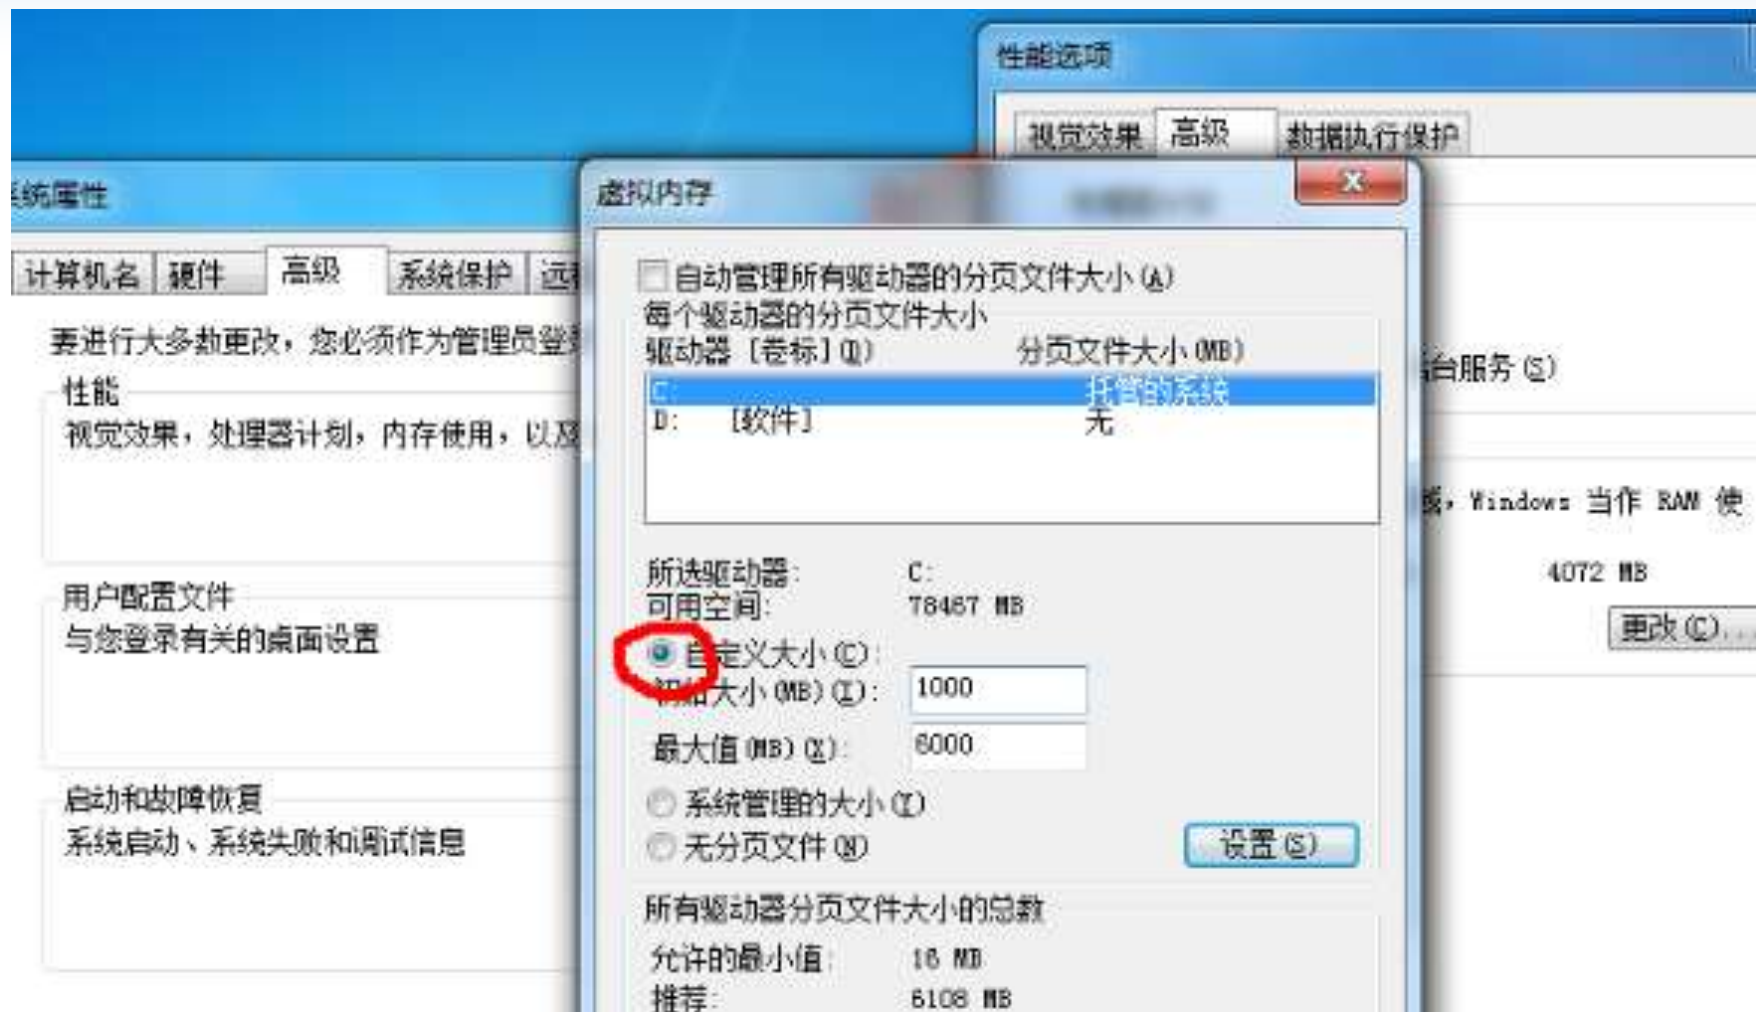 性能选项
视觉效果 高级 数据执行保护
系统属性
计算机名 硬件 高级 系统保护
要进行大多数更改，您必须作为管理员登录
性能
视觉效果，处理器计划，内存使用，以及
用户配置文件
与您登录有关的桌面设置
启动和故障恢复
系统启动、系统失败和调试信息
虚拟内存
自动管理所有驱动器的分页文件大小(A)
每个驱动器的分页文件大小
驱动器 [卷标](D) 分页文件大小(MB)
C: 托管的系统
D: [软件] 无
所选驱动器: C:
可用空间: 78467 MB
自定义大小(C):
初始大小(MB)(I): 1000
最大值(MB)(X): 6000
系统管理的大小(Y)
无分页文件(N) 设置(S)
所有驱动器分页文件大小的总数
允许的最小值: 16 MB
推荐: 6108 MB
台服务(S)
，Windows 当作 RAM 使
4072 MB
更改(C)...